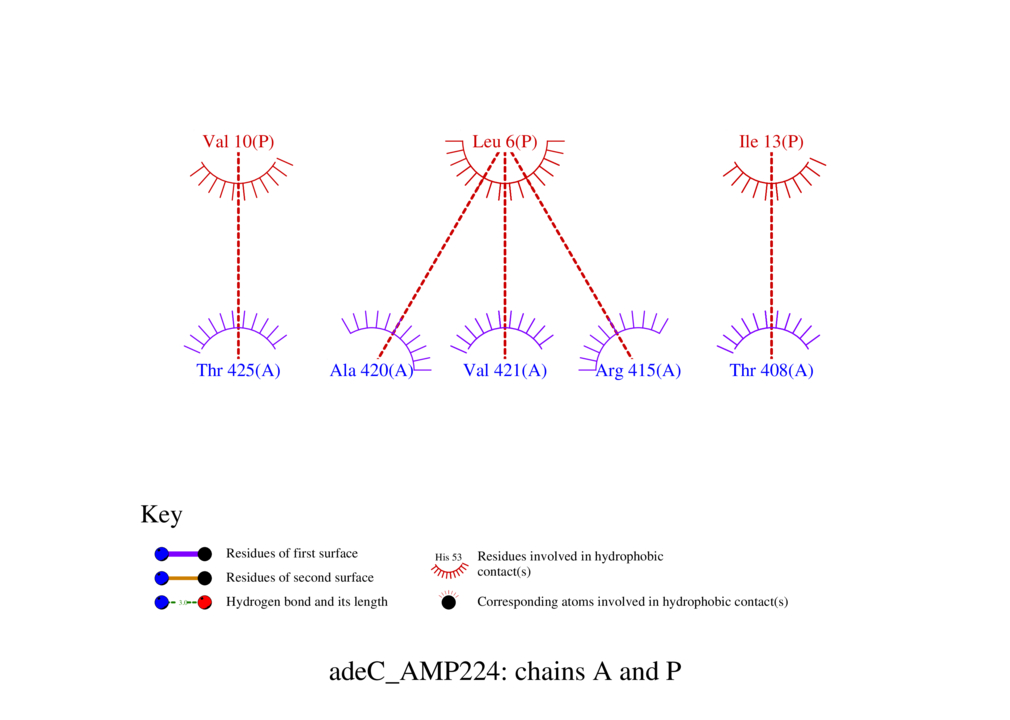 Val 10(P) Leu 6(P) Ile 13(P)
Thr 425(A) Ala 420(A) Val 421(A) Arg 415(A) Thr 408(A)
Key
Residues of first surface
Residues of second surface
3.0 Hydrogen bond and its length
His 53 Residues involved in hydrophobic
contact(s)
Corresponding atoms involved in hydrophobic contact(s)
adeC_AMP224: chains A and P